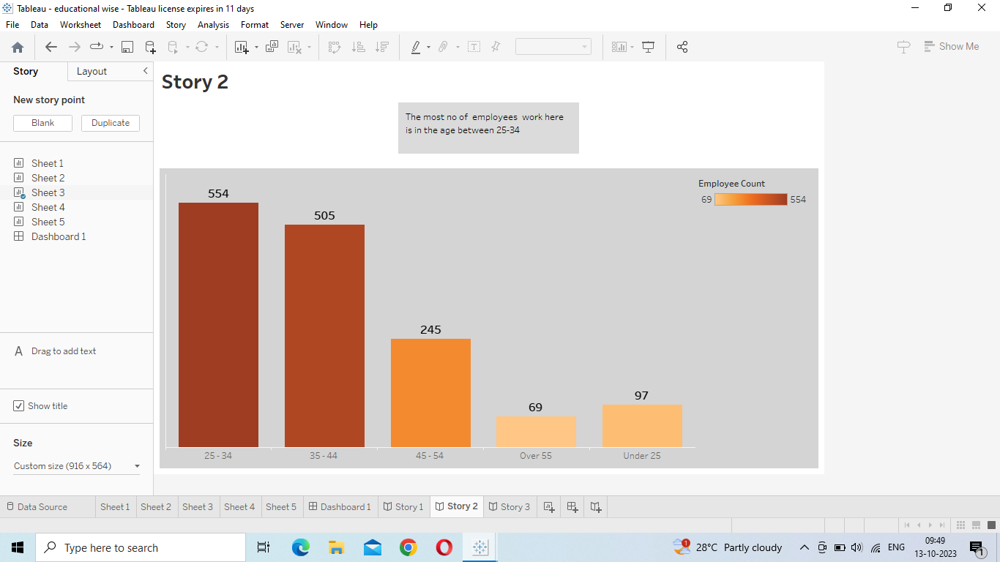 Tableau - educational wise - Tableau license expires in 11 days
File Data Worksheet Dashboard Story Analysis Format Server Window Help
Show Me
Story Layout
New story point
Blank Duplicate
Sheet 1
Sheet 2
Sheet 3
Sheet 4
Sheet 5
Dashboard 1
A Drag to add text
Show title
Size
Custom size (916 x 564)
Story 2
The most no of employees work here
is in the age between 25-34
Employee Count
69 554
554
505
245
69
97
25 - 34 35 - 44 45 - 54 Over 55 Under 25
Data Source Sheet 1 Sheet 2 Sheet 3 Sheet 4 Sheet 5 Dashboard 1 Story 1 Story 2 Story 3
Type here to search
1
28°C Partly cloudy
ENG
09:49
13-10-2023
1